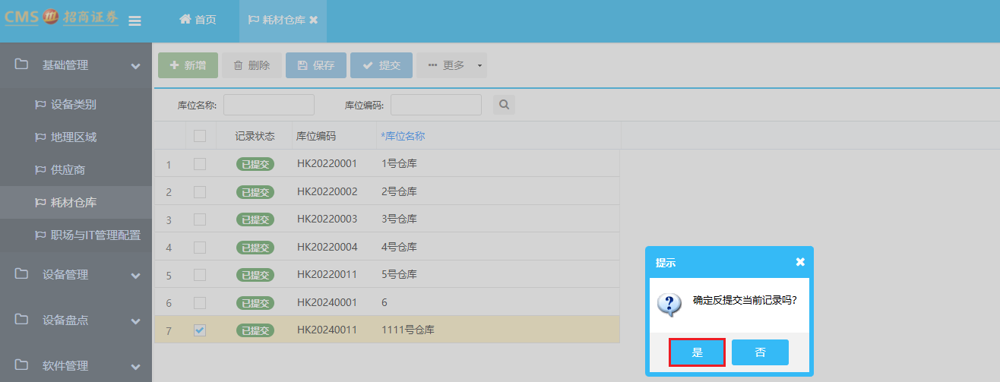 CMS 招商证券
首页
耗材仓库
基础管理
设备类别
地理区域
供应商
耗材仓库
职场与IT管理配置
设备管理
设备盘点
软件管理
新增 删除 保存 提交 更多
库位名称: 库位编码:
记录状态 库位编码 *库位名称
1 已提交 HK20220001 1号仓库
2 已提交 HK20220002 2号仓库
3 已提交 HK20220003 3号仓库
4 已提交 HK20220004 4号仓库
5 已提交 HK20220011 5号仓库
6 已提交 HK20240001 6
7 已提交 HK20240011 1111号仓库
提示
确定反提交当前记录吗?
是 否